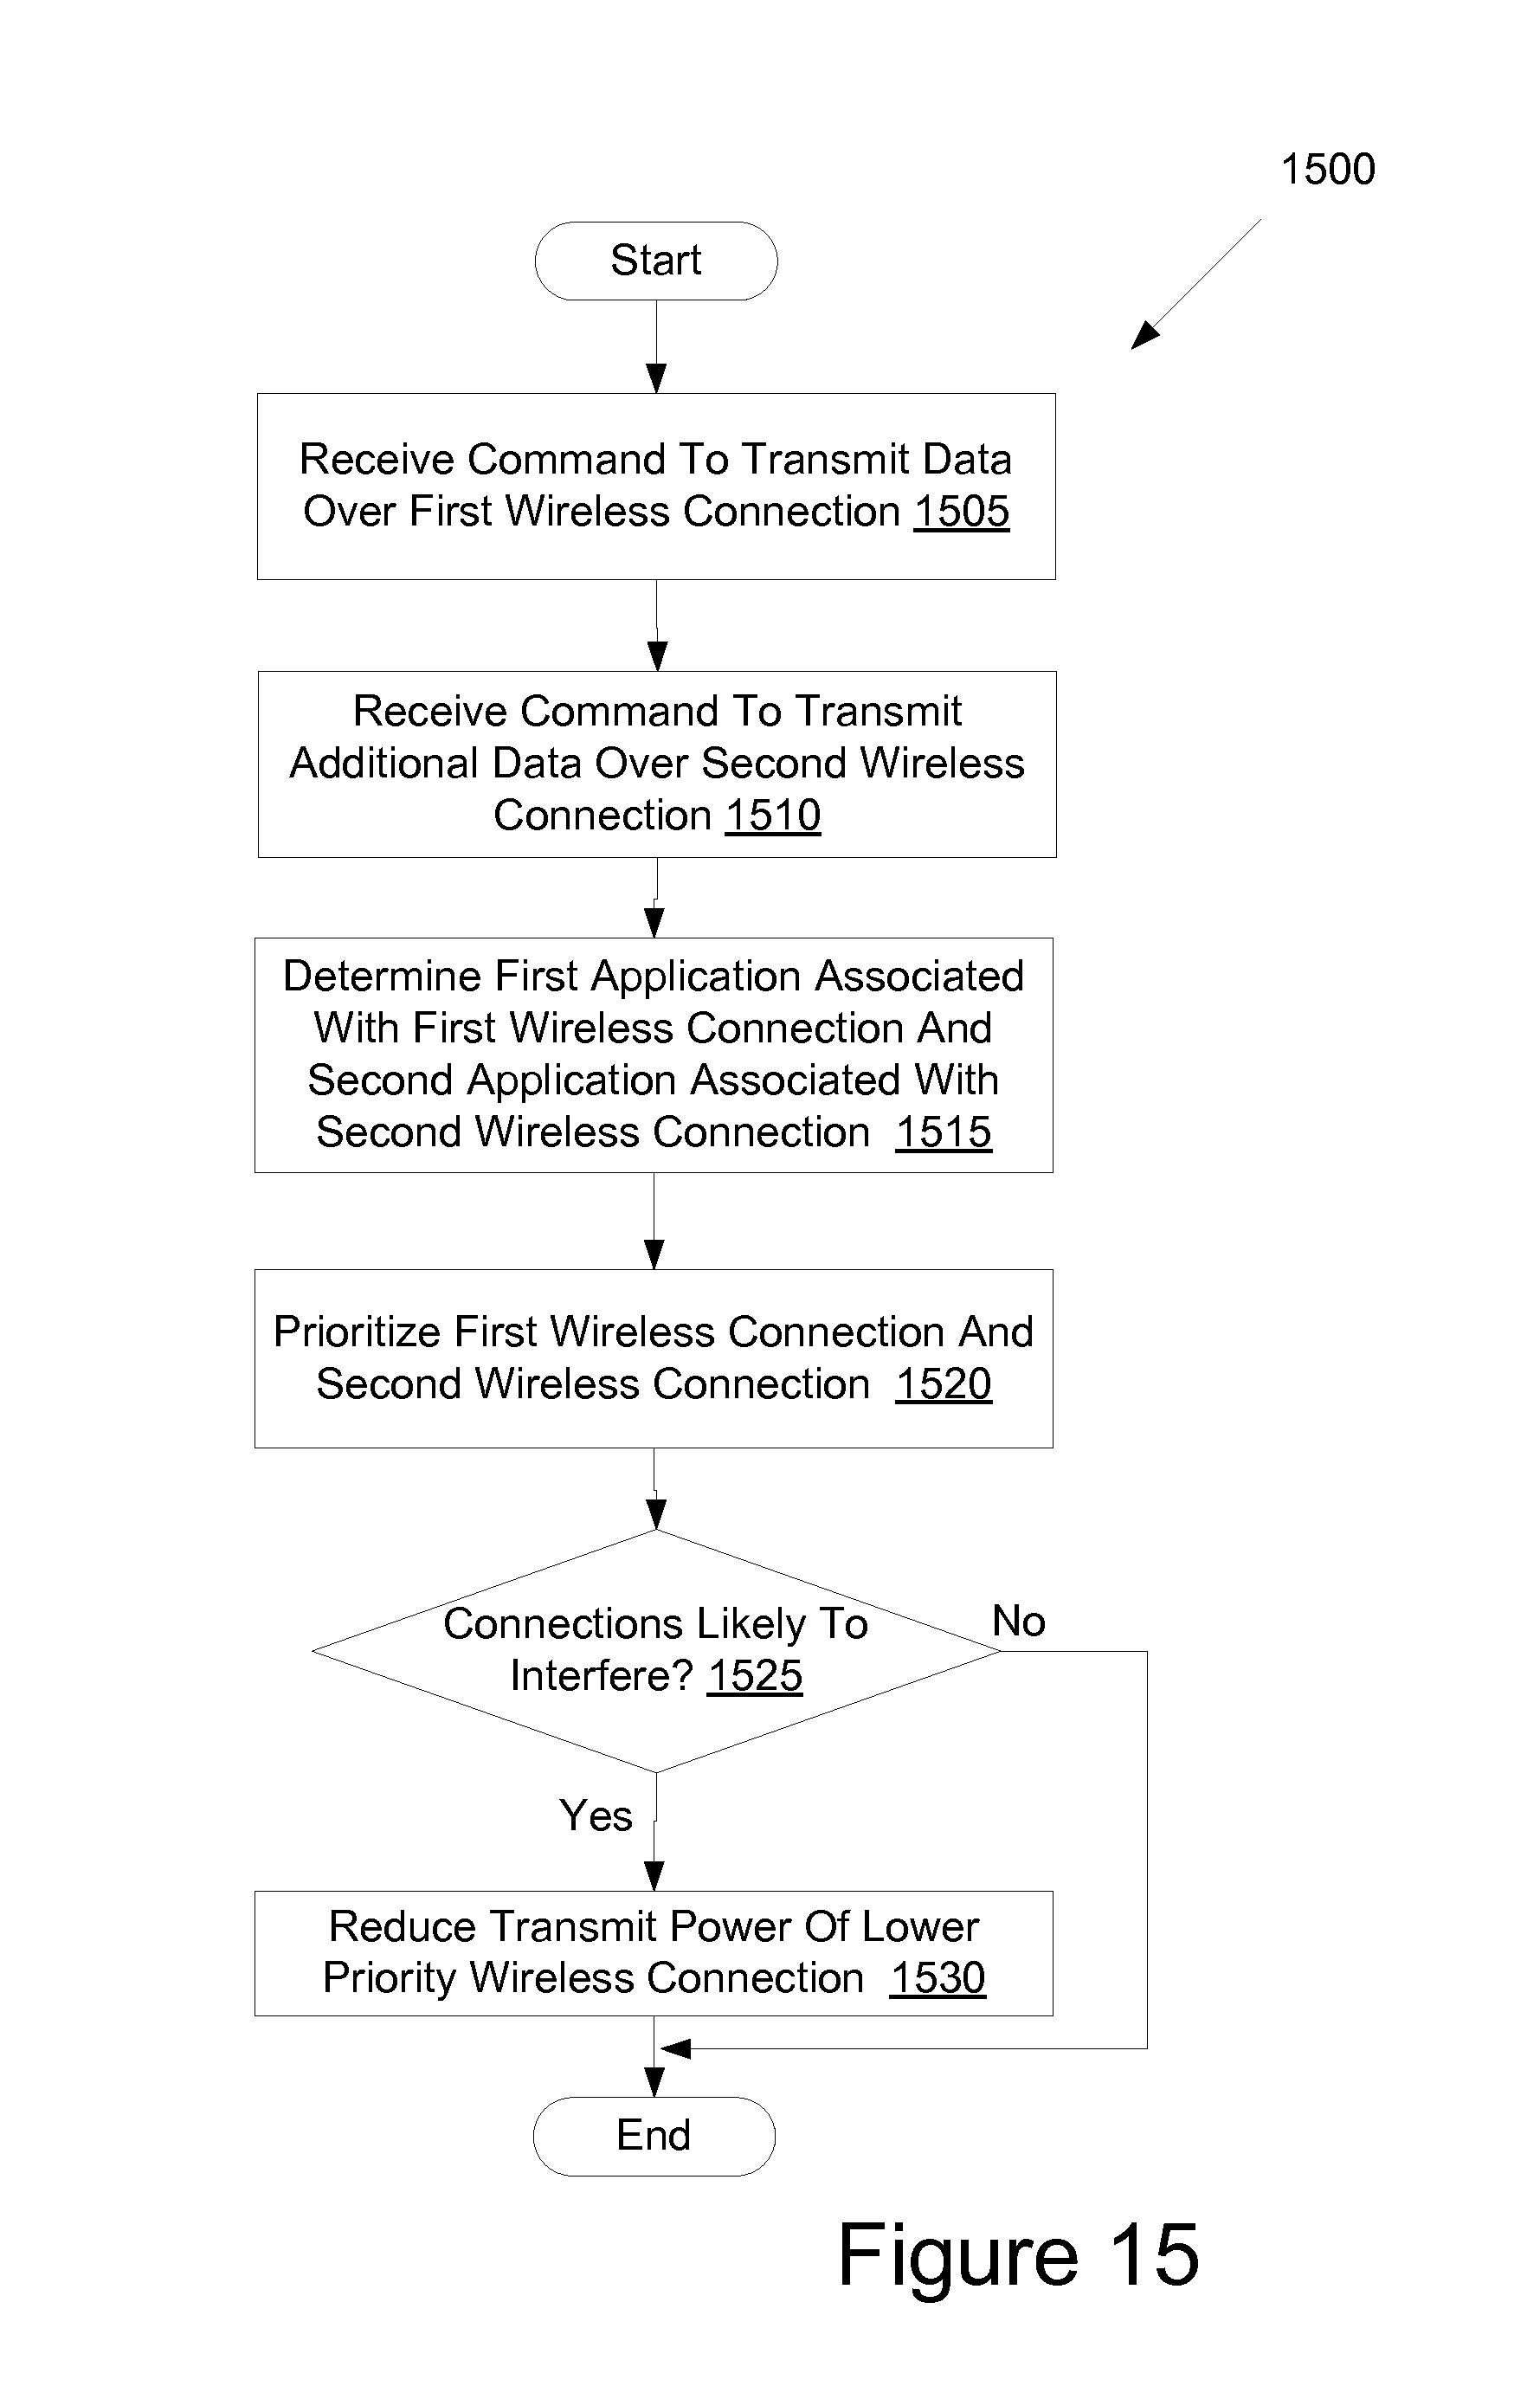 1500
Start
Receive Command To Transmit Data
Over First Wireless Connection 1505
Receive Command To Transmit
Additional Data Over Second Wireless
Connection 1510
Determine First Application Associated
With First Wireless Connection And
Second Application Associated With
Second Wireless Connection 1515
Prioritize First Wireless Connection And
Second Wireless Connection 1520
Connections Likely To
Interfere? 1525
No
Yes
Reduce Transmit Power Of Lower
Priority Wireless Connection 1530
End
Figure 15